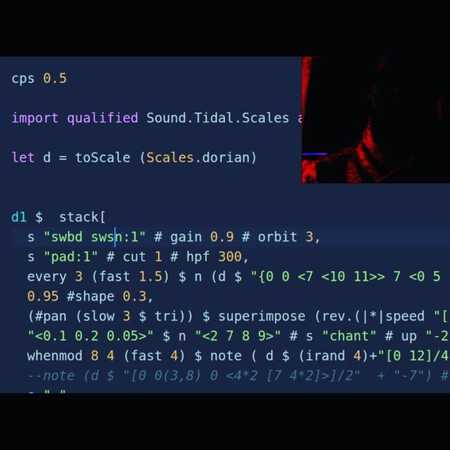 cps 0.5
import qualified Sound.Tidal.Scales
let d = toScale (Scales.dorian)
d1 $  stack[
s "swbd swsn:1" # gain 0.9 # orbit 3,
s "pad:1" # cut 1 # hpf 300,
every 3 (fast 1.5) $ n (d $ "{0 0 <7 <10 11>> 7 <0 5
0.95 #shape 0.3,
(#pan (slow 3 $ tri)) $ superimpose (rev.(|*|speed "[
"<0.1 0.2 0.05>" $ n "<2 7 8 9>" # s "chant" # up "-2
whenmod 8 4 (fast 4) $ note ( d $ (irand 4)+"[0 12]/4
--note (d $ "[0 0(3,8) 0 <4*2 [7 4*2]>]/2"  + "-7") #